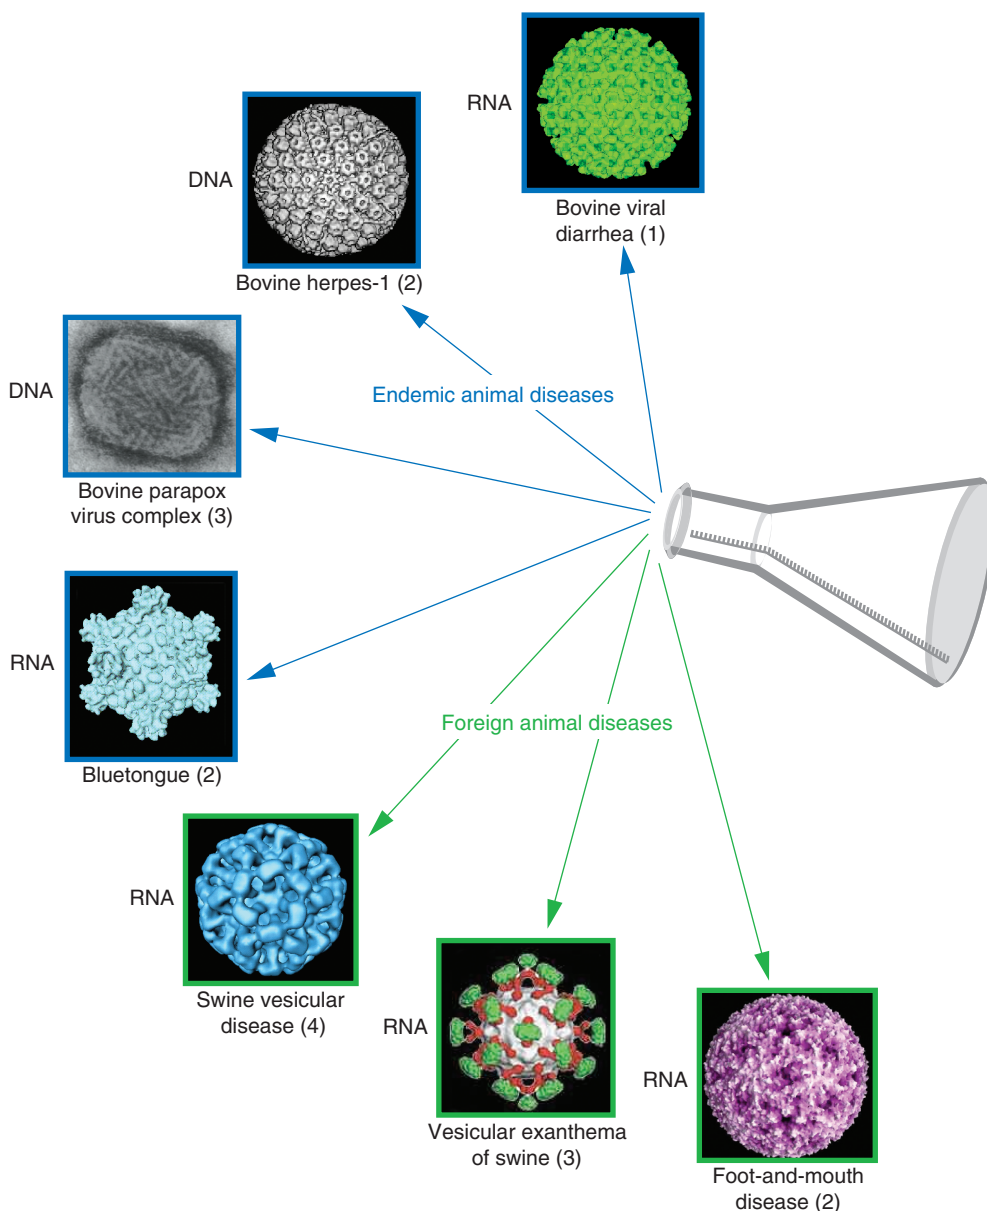 RNA
Bovine viral
diarrhea (1)
DNA
Bovine herpes-1 (2)
DNA
Bovine parapox
virus complex (3)
Endemic animal diseases
RNA
Bluetongue (2)
Foreign animal diseases
RNA
Swine vesicular
disease (4)
RNA
Vesicular exanthema
of swine (3)
RNA
Foot-and-mouth
disease (2)